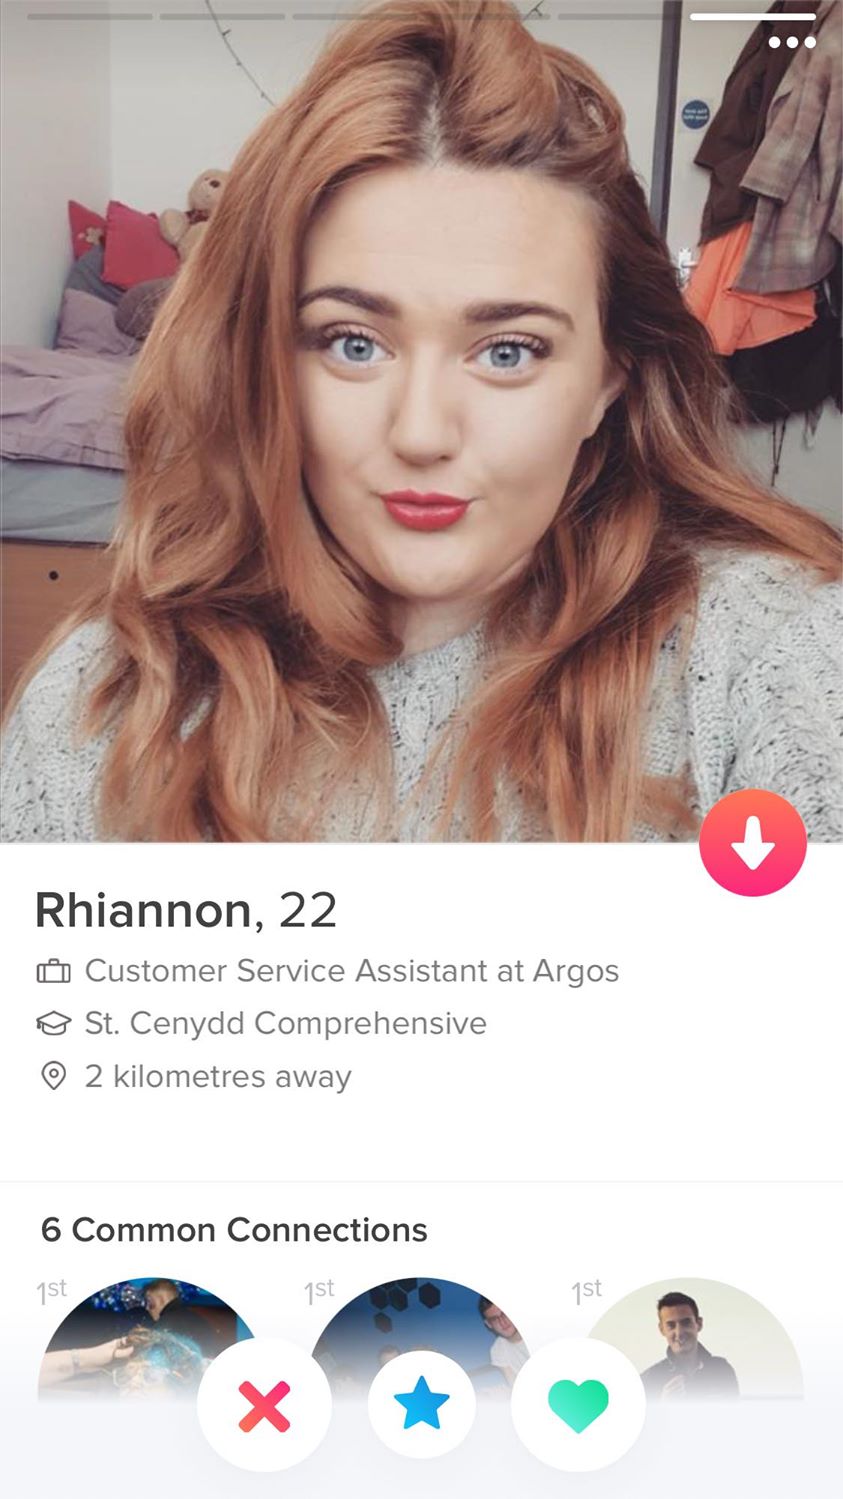 Rhiannon, 22
Customer Service Assistant at Argos
St. Cenydd Comprehensive
2 kilometres away
6 Common Connections
1st 1st 1st